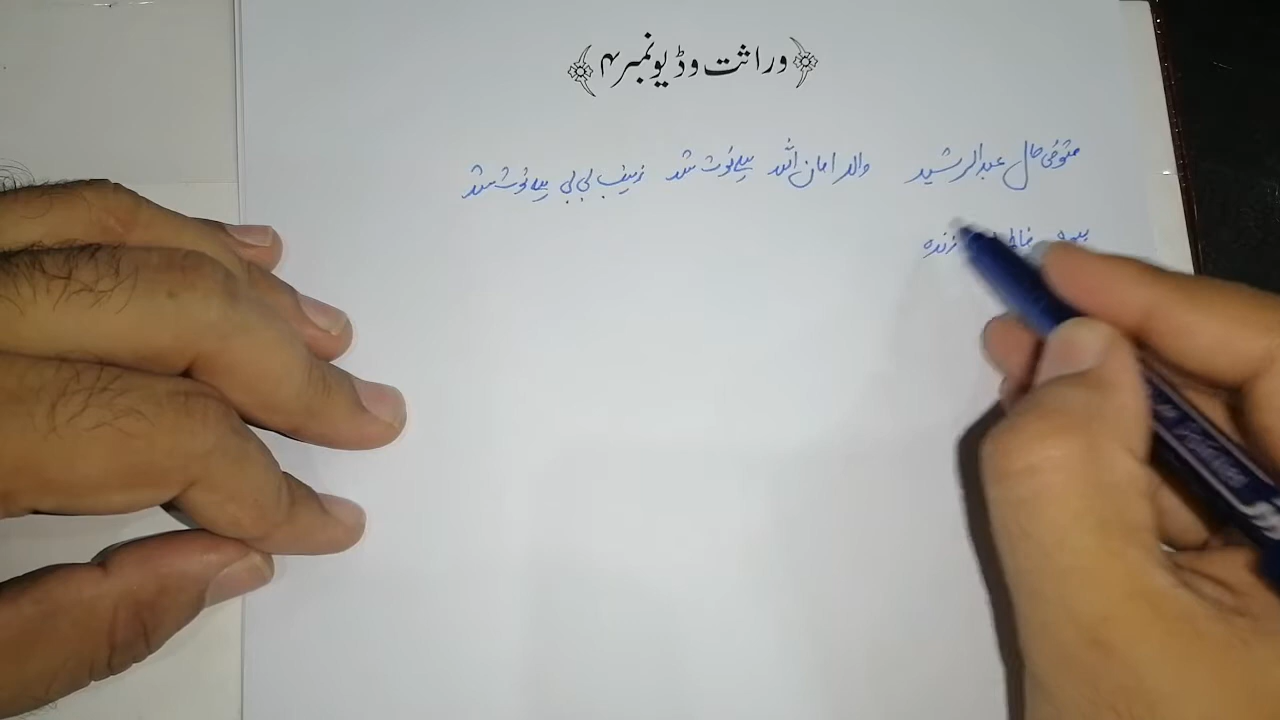 ﴿وراثت وڈیو نمبر ۴﴾
متوفی حال عبدالرشید والد امان اللہ پہلے فوت شد زینب بی بی پہلے فوت شد
بیوہ زندہ